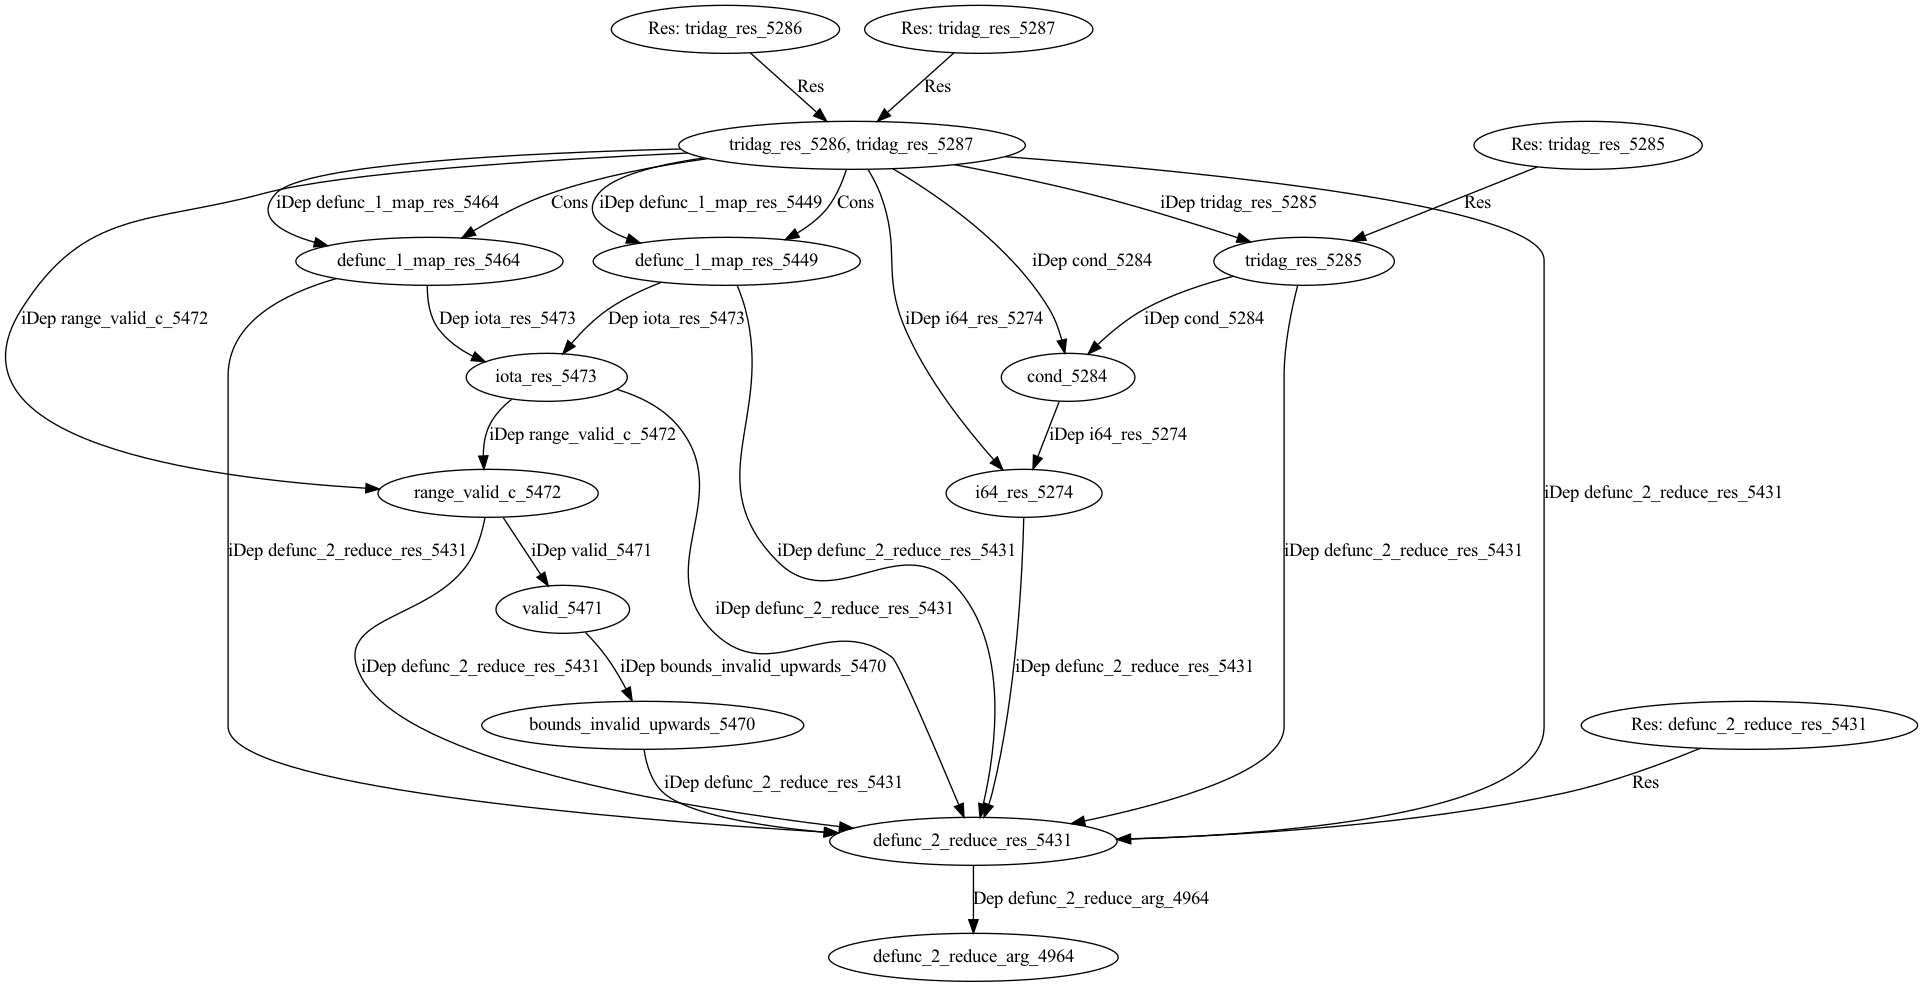 Res: tridag_res_5286
Res: tridag_res_5287
Res
Res
tridag_res_5286, tridag_res_5287
Res: tridag_res_5285
iDep defunc_1_map_res_5464
Cons
iDep defunc_1_map_res_5449
Cons
iDep tridag_res_5285
Res
defunc_1_map_res_5464
defunc_1_map_res_5449
iDep cond_5284
tridag_res_5285
iDep range_valid_c_5472
Dep iota_res_5473
Dep iota_res_5473
iDep i64_res_5274
iDep cond_5284
iota_res_5473
cond_5284
iDep range_valid_c_5472
iDep i64_res_5274
range_valid_c_5472
i64_res_5274
iDep defunc_2_reduce_res_5431
iDep defunc_2_reduce_res_5431
iDep valid_5471
iDep defunc_2_reduce_res_5431
iDep defunc_2_reduce_res_5431
valid_5471
iDep defunc_2_reduce_res_5431
iDep defunc_2_reduce_res_5431
iDep bounds_invalid_upwards_5470
iDep defunc_2_reduce_res_5431
bounds_invalid_upwards_5470
Res: defunc_2_reduce_res_5431
iDep defunc_2_reduce_res_5431
Res
defunc_2_reduce_res_5431
Dep defunc_2_reduce_arg_4964
defunc_2_reduce_arg_4964